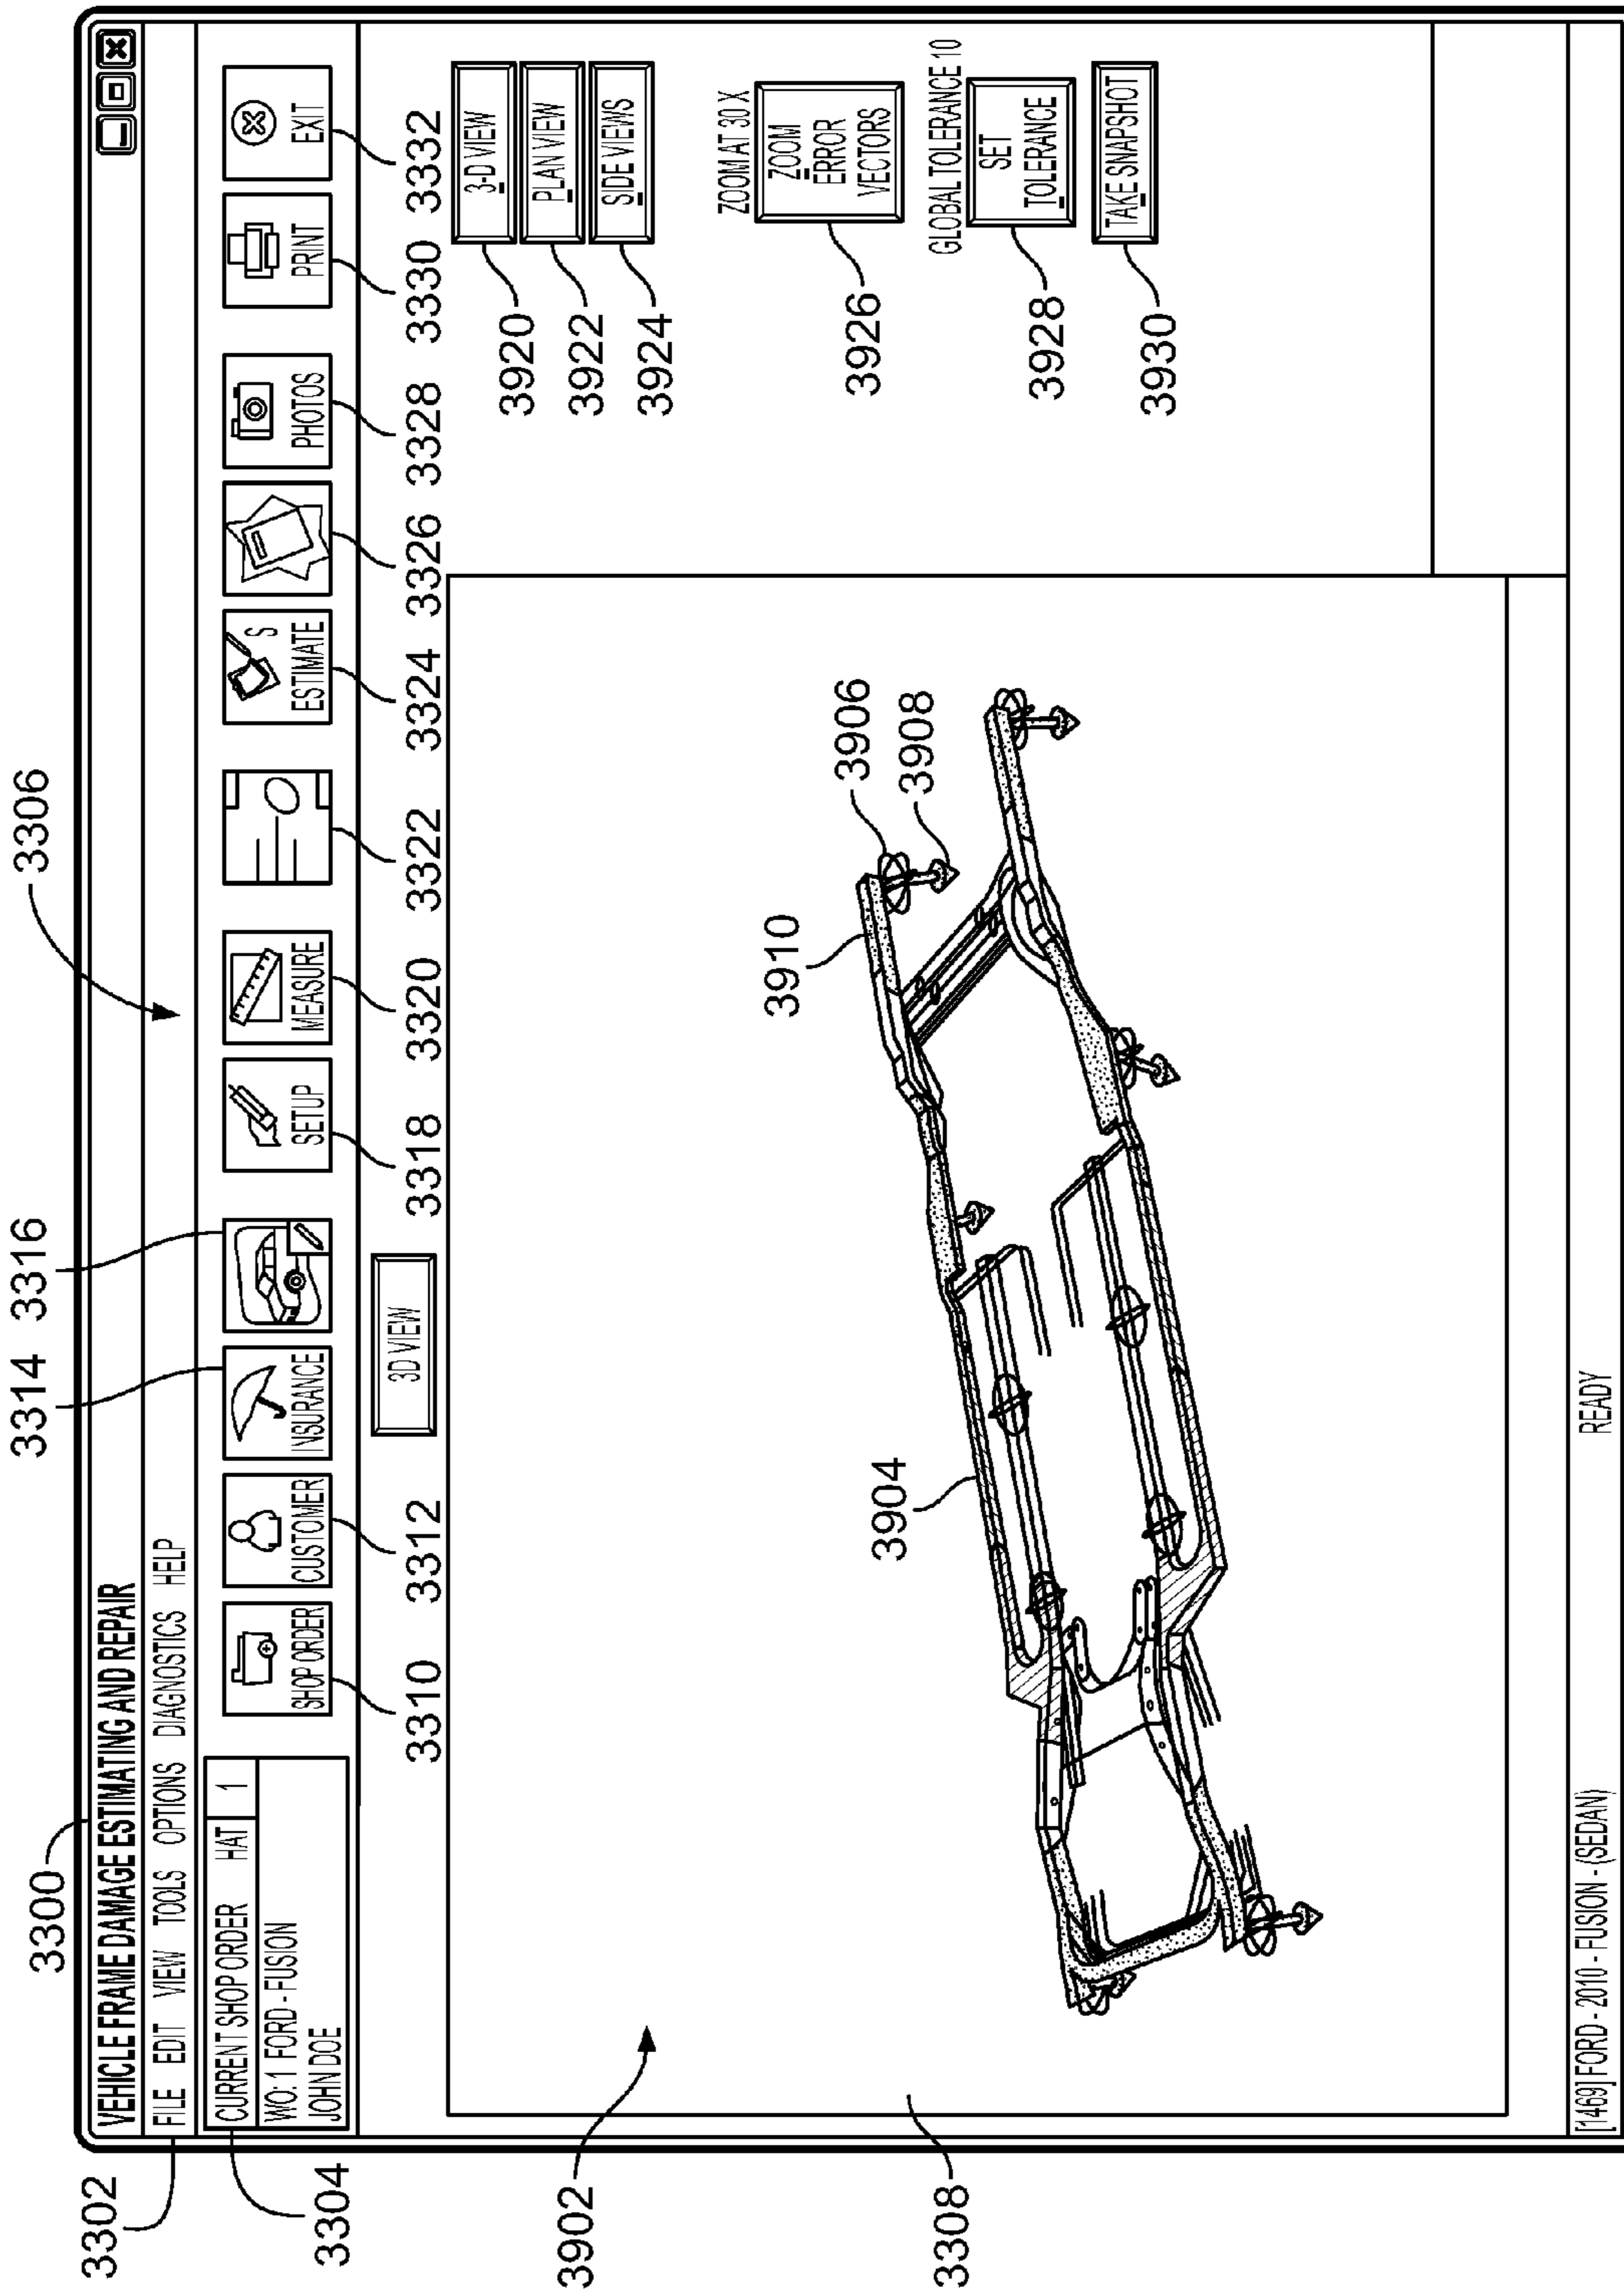 3314 3316
3306
3300
VEHICLE FRAME DAMAGE ESTIMATING AND REPAIR
3302
FILE EDIT VIEW TOOLS OPTIONS DIAGNOSTICS HELP
3304
CURRENT SHOP ORDER HAT 1
WO: 1 FORD - FUSION
JOHN DOE
SHOP ORDER
CUSTOMER
INSURANCE
SETUP
MEASURE
S
ESTIMATE
PHOTOS
PRINT
EXIT
3310
3312
3318
3320
3322
3324
3326
3328
3330
3332
3D VIEW
3-D VIEW
PLAN VIEW
SIDE VIEWS
3920
3922
3924
ZOOM AT 30 X
ZOOM
ERROR
VECTORS
3926
GLOBAL TOLERANCE 10
SET
TOLERANCE
3928
TAKE SNAPSHOT
3930
3902
3308
3904
3910
3906
3908
[1469] FORD - 2010 - FUSION - (SEDAN)
READY